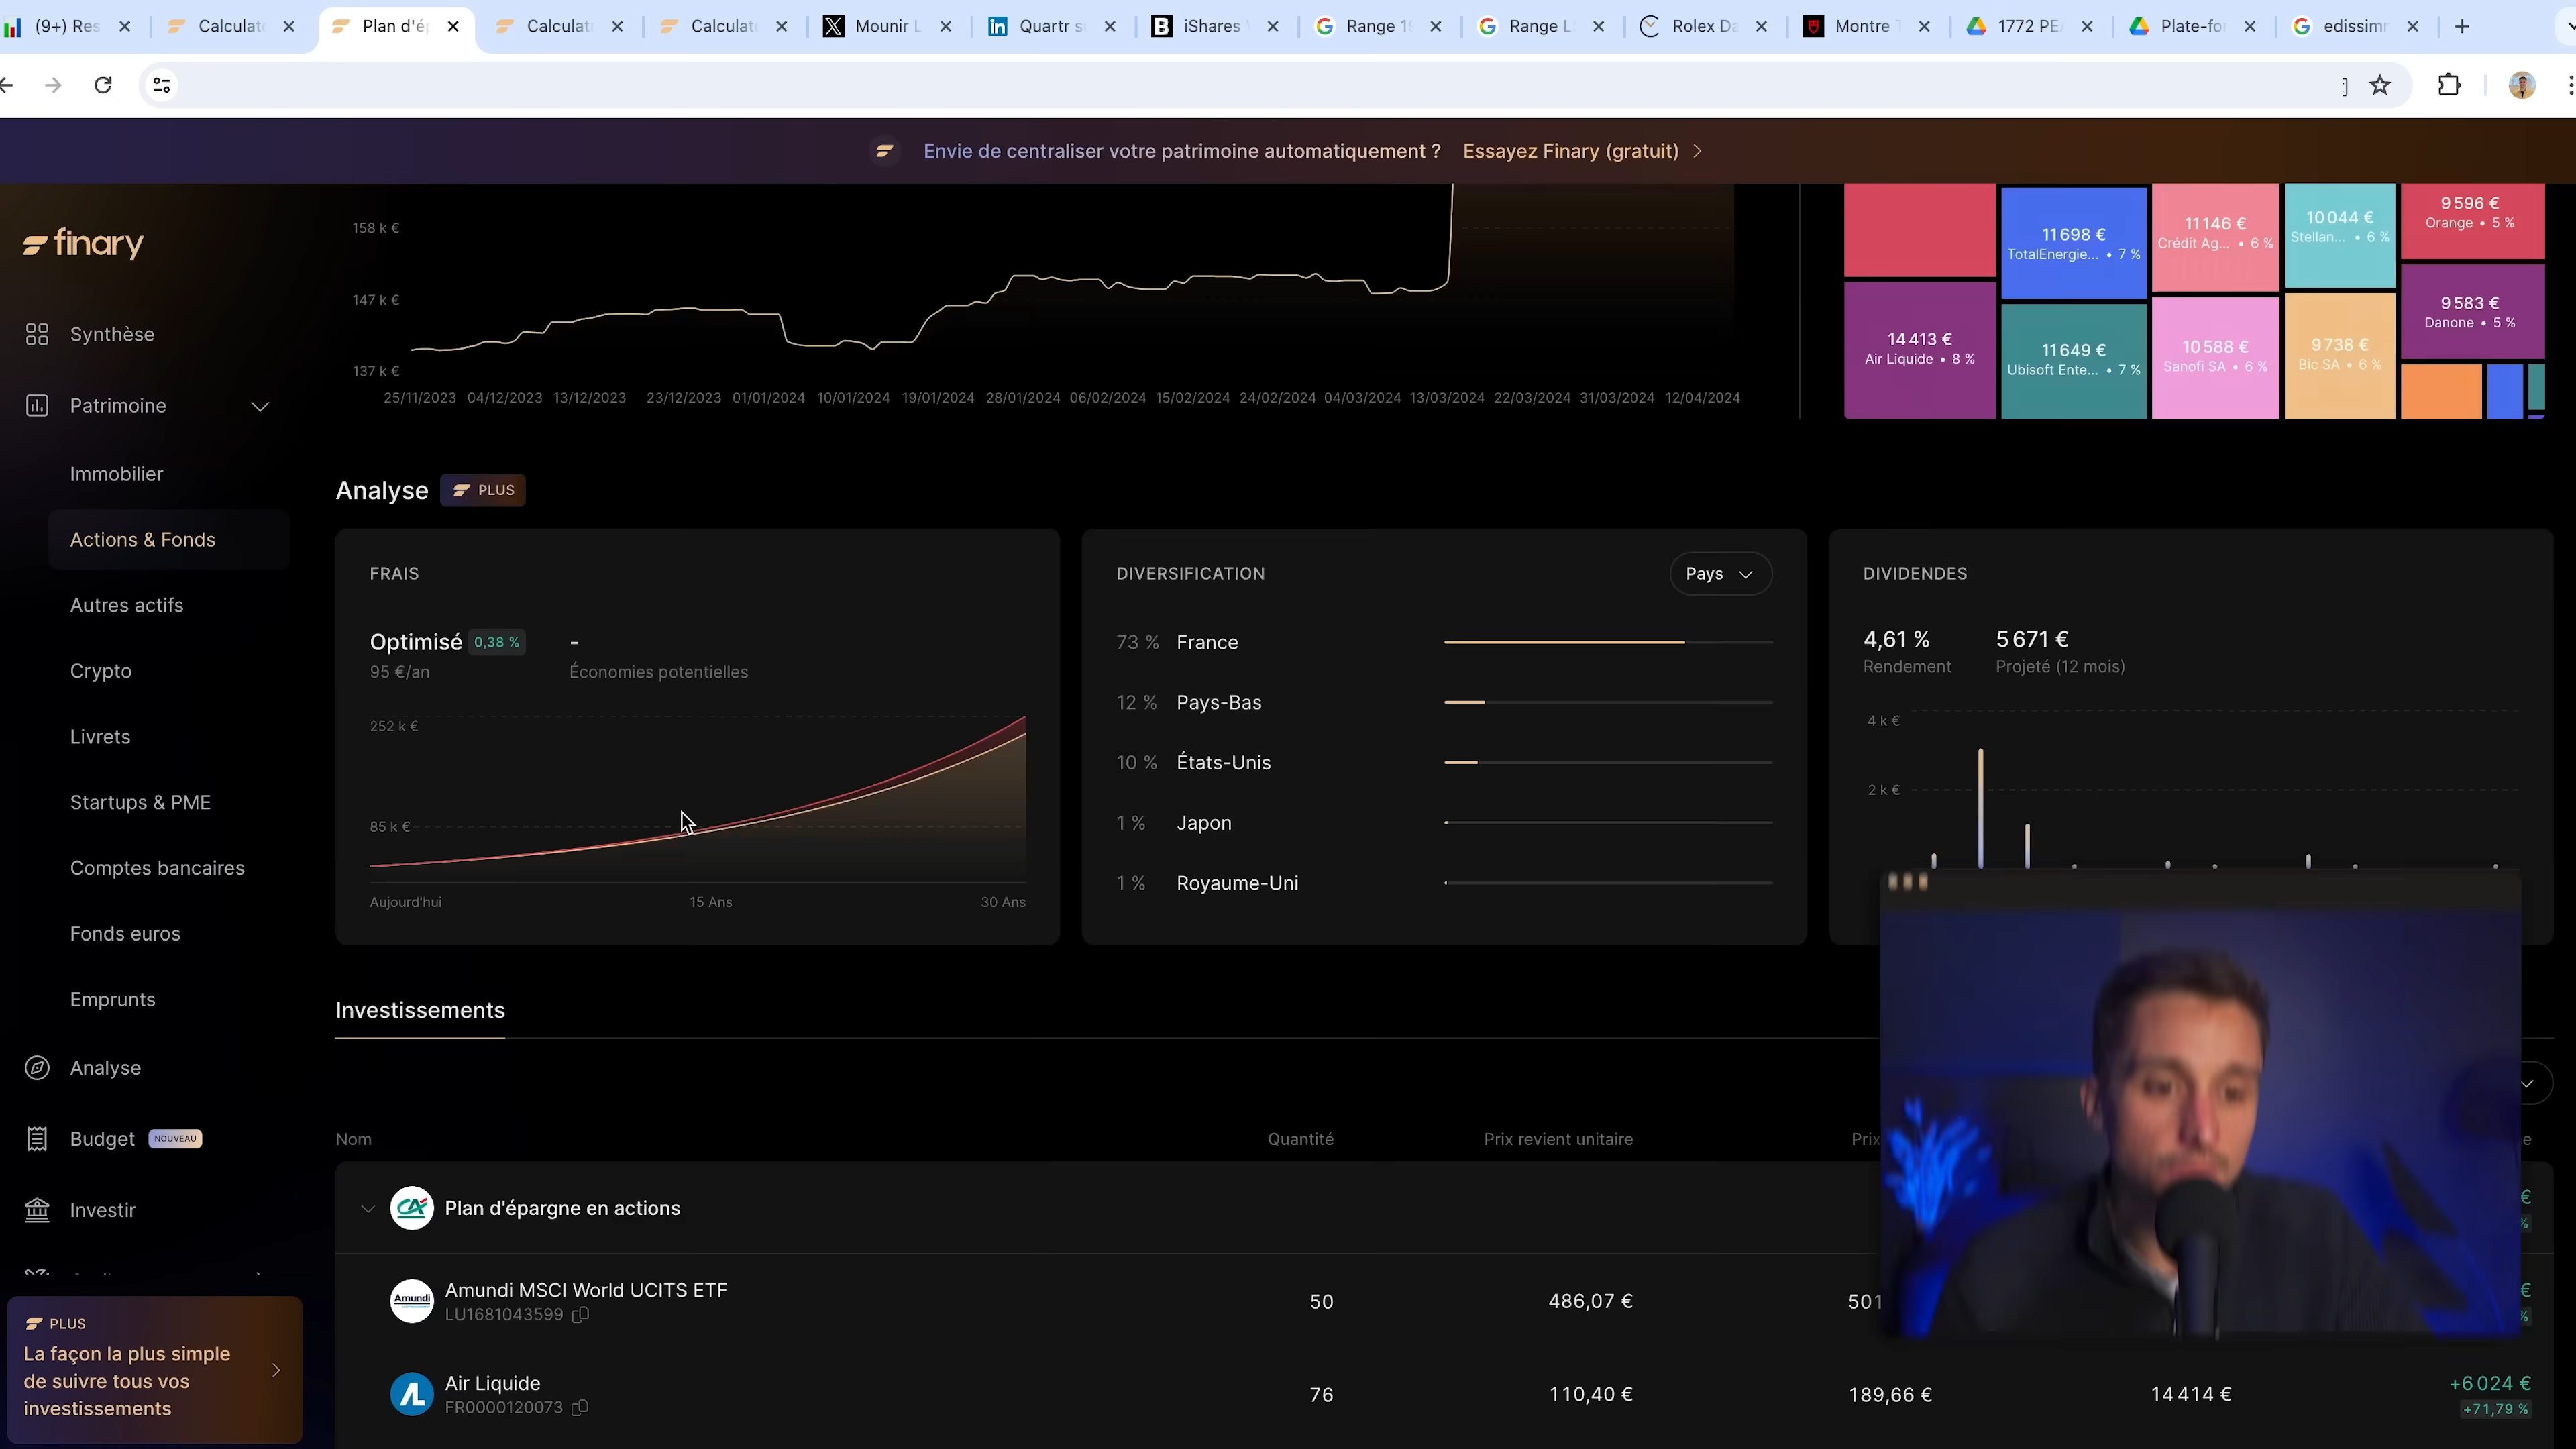 (9+) Res
Calculate
Plan d'ép
Calculat
Calculate
Mounir L
Quartr s
iShares
Range 1
Range L
Rolex Da
Montre T
1772 PEA
Plate-for
edissimm
Envie de centraliser votre patrimoine automatiquement ? Essayez Finary (gratuit)
finary
Synthèse
Patrimoine
Immobilier
Actions & Fonds
Autres actifs
Crypto
Livrets
Startups & PME
Comptes bancaires
Fonds euros
Emprunts
Analyse
Budget NOUVEAU
Investir
PLUS
La façon la plus simple
de suivre tous vos
investissements
158 k €
147 k €
137 k €
25/11/2023 04/12/2023 13/12/2023 23/12/2023 01/01/2024 10/01/2024 19/01/2024 28/01/2024 06/02/2024 15/02/2024 24/02/2024 04/03/2024 13/03/2024 22/03/2024 31/03/2024 12/04/2024
14 413 €
Air Liquide • 8 %
11 698 €
TotalEnergie... • 7 %
11 649 €
Ubisoft Ente... • 7 %
11 146 €
Crédit Ag... • 6 %
10 588 €
Sanofi SA • 6 %
10 044 €
Stellan... • 6 %
9 738 €
Bic SA • 6 %
9 596 €
Orange • 5 %
9 583 €
Danone • 5 %
Analyse PLUS
FRAIS
Optimisé 0,38 % -
95 €/an Économies potentielles
252 k €
85 k €
Aujourd'hui 15 Ans 30 Ans
DIVERSIFICATION Pays
73 % France
12 % Pays-Bas
10 % États-Unis
1 % Japon
1 % Royaume-Uni
DIVIDENDES
4,61 % 5 671 €
Rendement Projeté (12 mois)
4 k €
2 k €
Investissements
Nom Quantité Prix revient unitaire Prix
CA Plan d'épargne en actions
Amundi Amundi MSCI World UCITS ETF 50 486,07 € 501
LU1681043599
AL Air Liquide 76 110,40 € 189,66 € 14 414 € +6 024 €
FR0000120073 +71,79 %